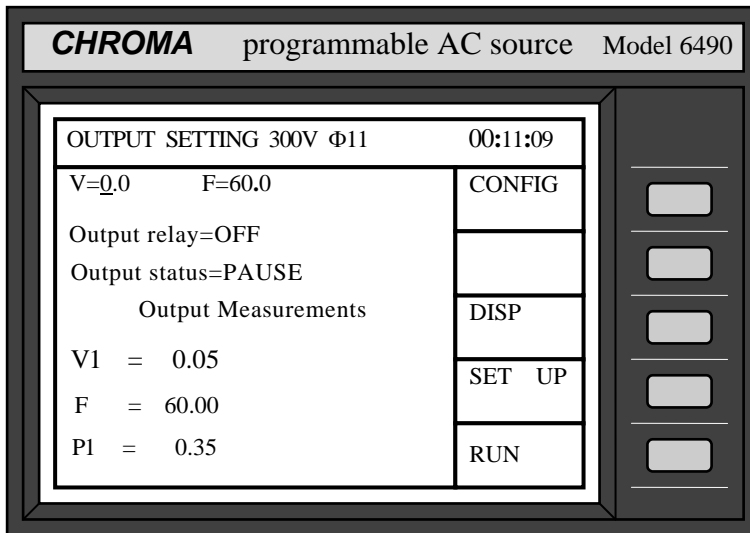 CHROMA programmable AC source Model 6490
OUTPUT SETTING 300V Φ11 00:11:09
V=0.0 F=60.0
CONFIG
Output relay=OFF
Output status=PAUSE
Output Measurements
DISP
V1 = 0.05
SET UP
F = 60.00
P1 = 0.35
RUN